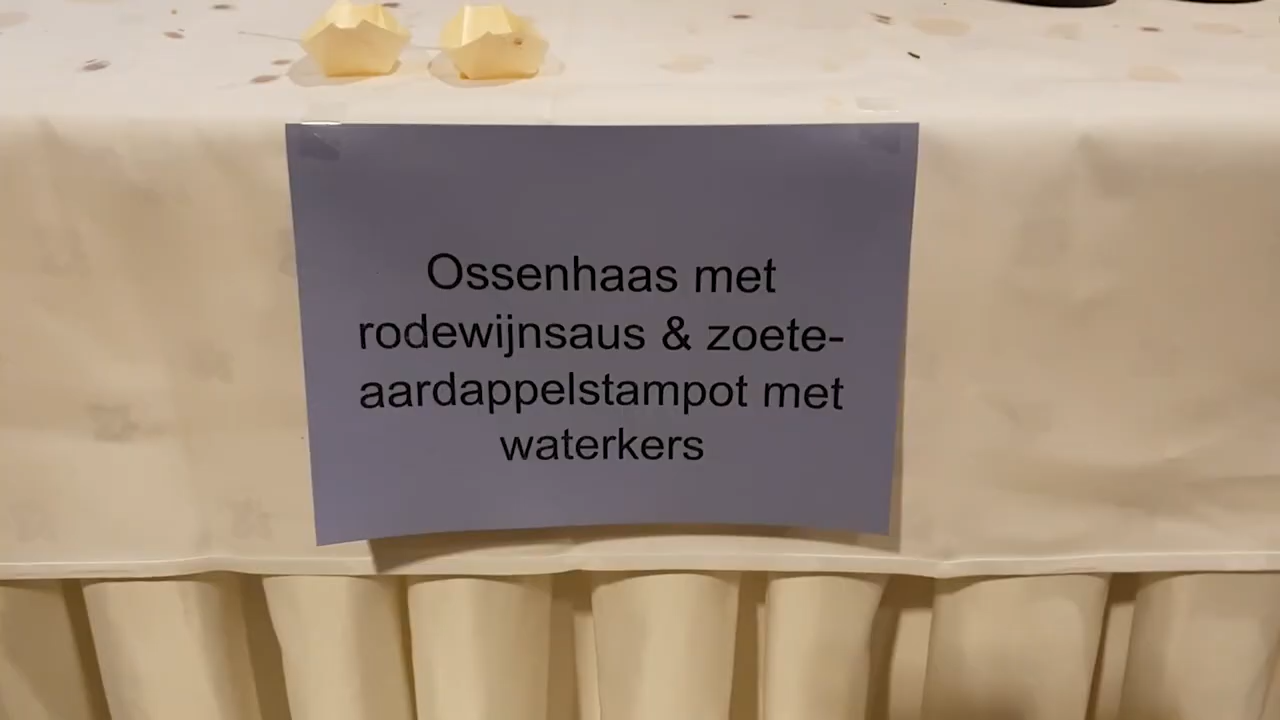 Ossenhaas met
rodewijnsaus & zoete-
aardappelstampot met
waterkers